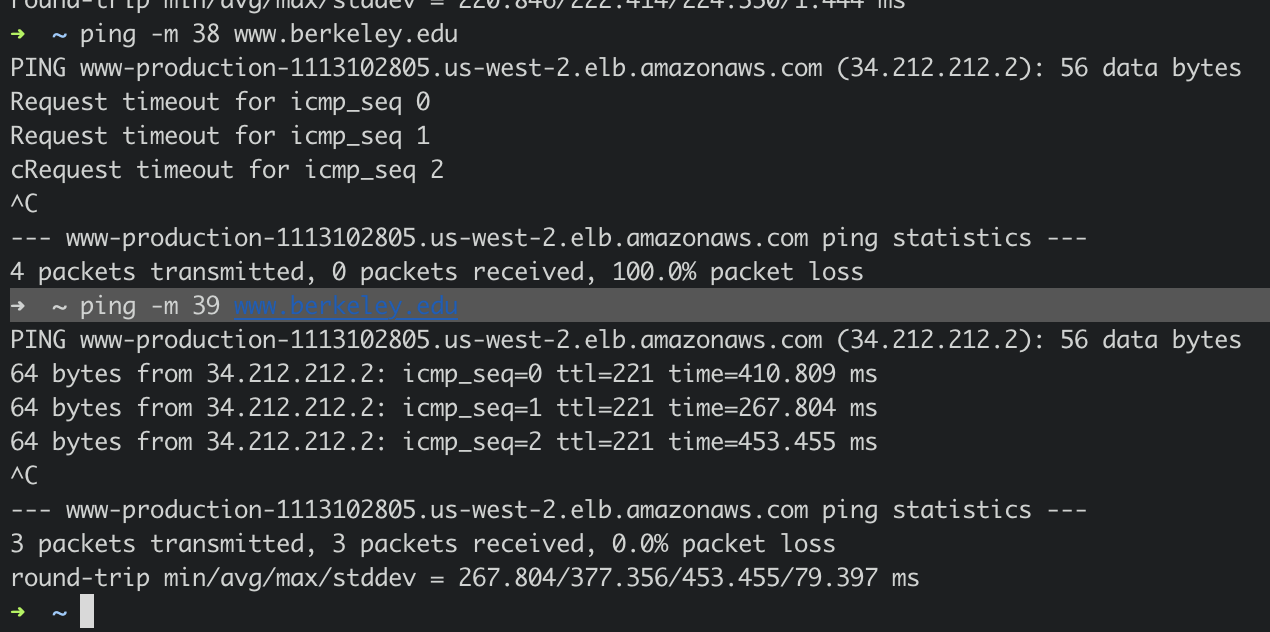 round-trip min/avg/max/stddev = 220.846/222.414/224.550/1.444 ms
➜  ~ ping -m 38 www.berkeley.edu
PING www-production-1113102805.us-west-2.elb.amazonaws.com (34.212.212.2): 56 data bytes
Request timeout for icmp_seq 0
Request timeout for icmp_seq 1
cRequest timeout for icmp_seq 2
^C
--- www-production-1113102805.us-west-2.elb.amazonaws.com ping statistics ---
4 packets transmitted, 0 packets received, 100.0% packet loss
➜  ~ ping -m 39 www.berkeley.edu
PING www-production-1113102805.us-west-2.elb.amazonaws.com (34.212.212.2): 56 data bytes
64 bytes from 34.212.212.2: icmp_seq=0 ttl=221 time=410.809 ms
64 bytes from 34.212.212.2: icmp_seq=1 ttl=221 time=267.804 ms
64 bytes from 34.212.212.2: icmp_seq=2 ttl=221 time=453.455 ms
^C
--- www-production-1113102805.us-west-2.elb.amazonaws.com ping statistics ---
3 packets transmitted, 3 packets received, 0.0% packet loss
round-trip min/avg/max/stddev = 267.804/377.356/453.455/79.397 ms
➜  ~